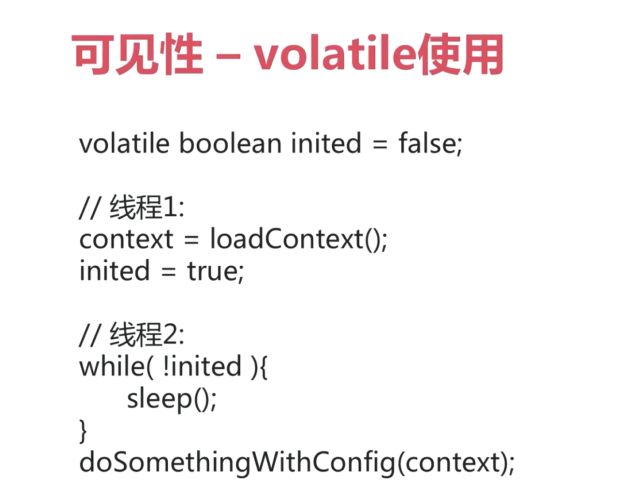 可见性 – volatile使用
volatile boolean inited = false;
// 线程1:
context = loadContext();
inited = true;
// 线程2:
while( !inited ){
sleep();
}
doSomethingWithConfig(context);